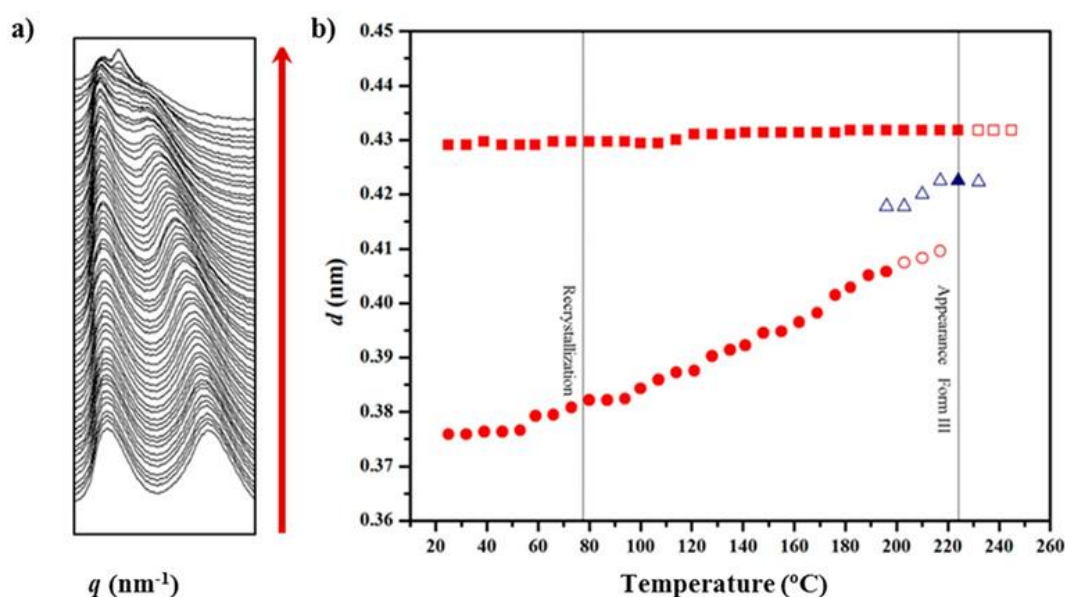 a)
q (nm-1)
b)
0.45
0.44
0.43
0.42
0.41
0.40
0.39
0.38
0.37
0.36
d (nm)
Recrystallization
Appearance Form III
20 40 60 80 100 120 140 160 180 200 220 240 260
Temperature (ºC)